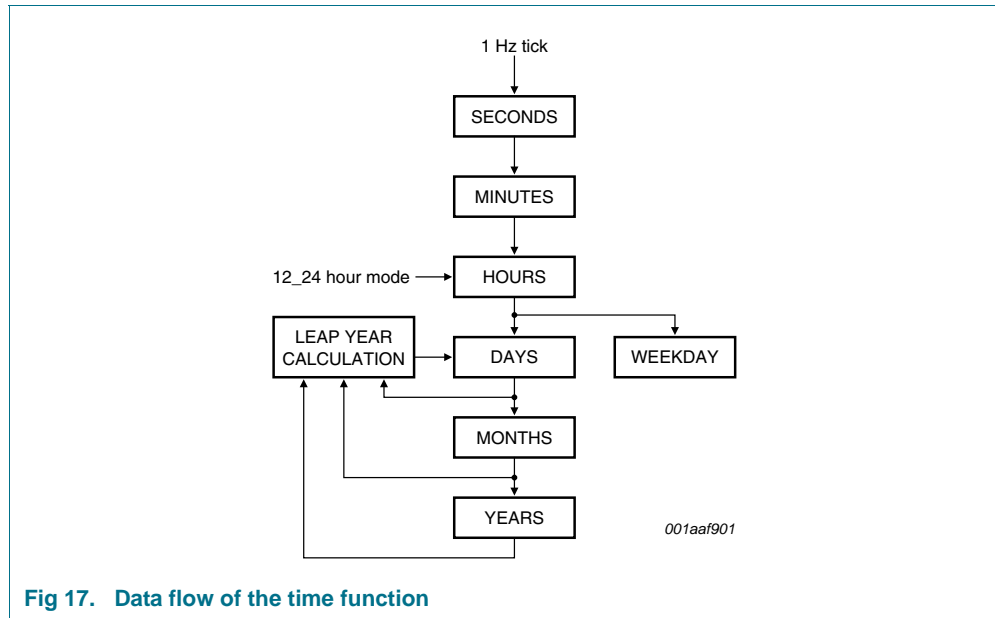 1 Hz tick
SECONDS
MINUTES
12_24 hour mode
HOURS
LEAP YEAR
CALCULATION
DAYS
WEEKDAY
MONTHS
YEARS
001aaf901
Fig 17. Data flow of the time function